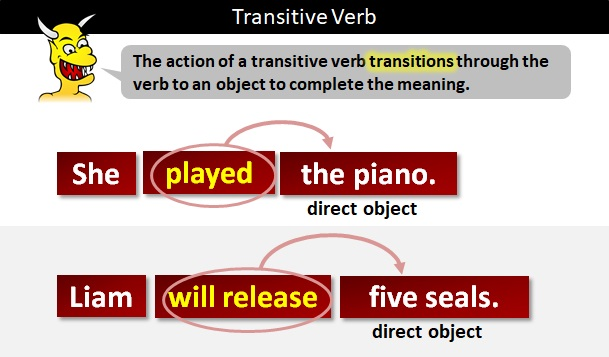 Transitive Verb
The action of a transitive verb transitions through the
verb to an object to complete the meaning.
She played the piano.
direct object
Liam will release five seals.
direct object